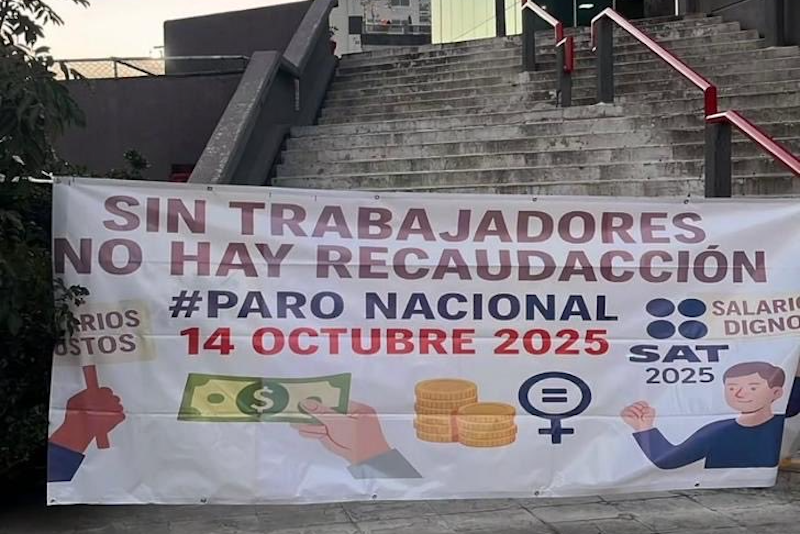 SIN TRABAJADORES
NO HAY RECAUDACCIÓN
#PARO NACIONAL
14 OCTUBRE 2025
SALARIO
DIGNO
SAT
2025
$
=